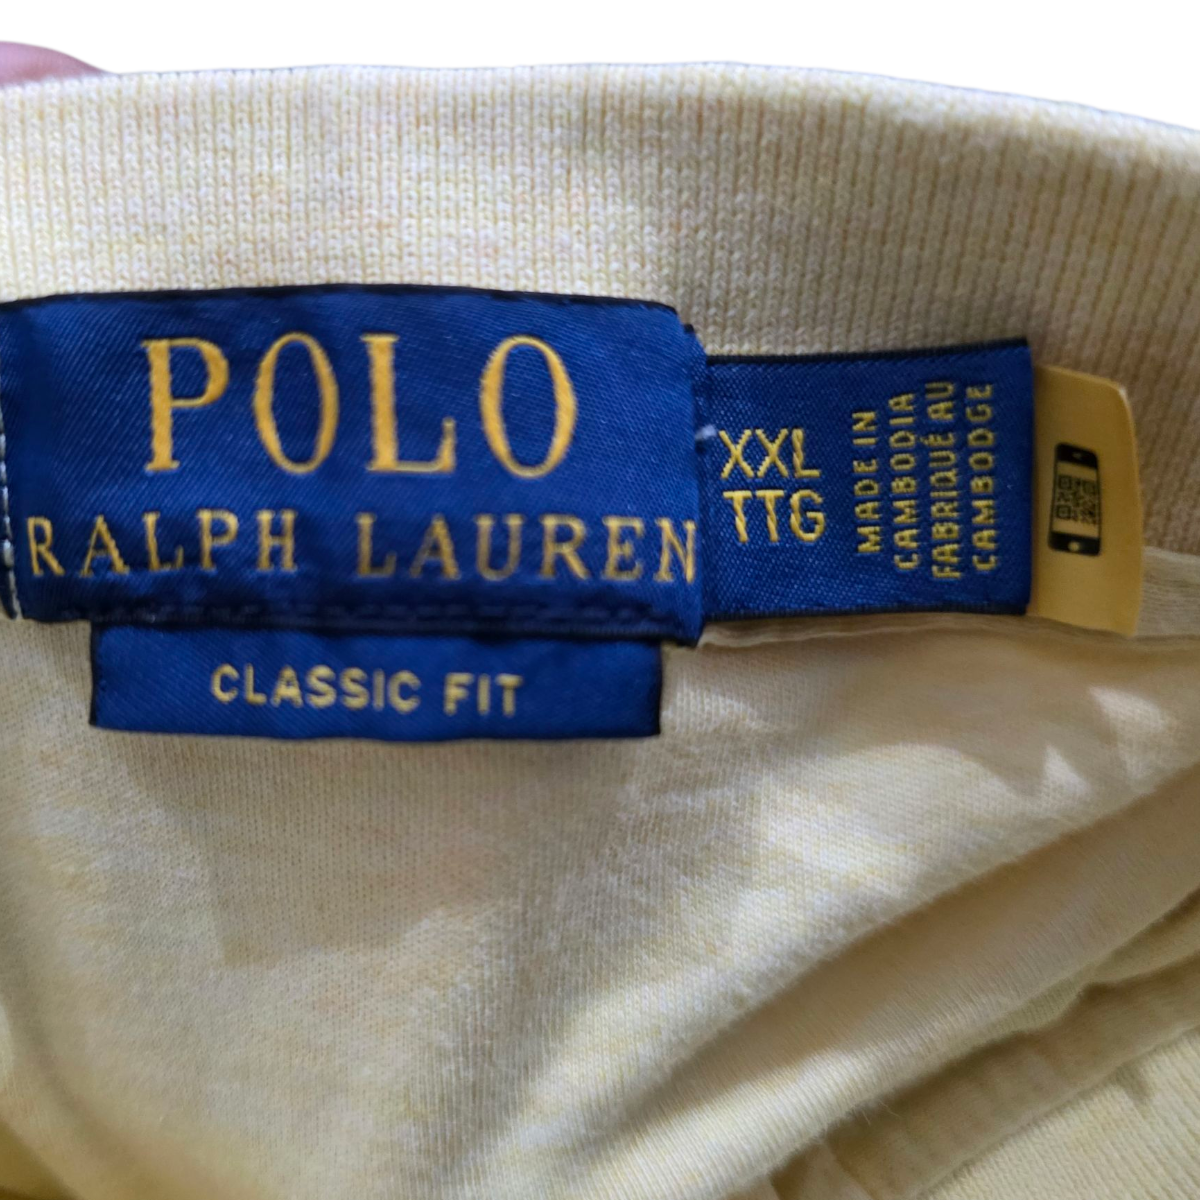 POLO
RALPH LAUREN
CLASSIC FIT
XXL
TTG
MADE IN
CAMBODIA
FABRIQUÉ AU
CAMBODGE